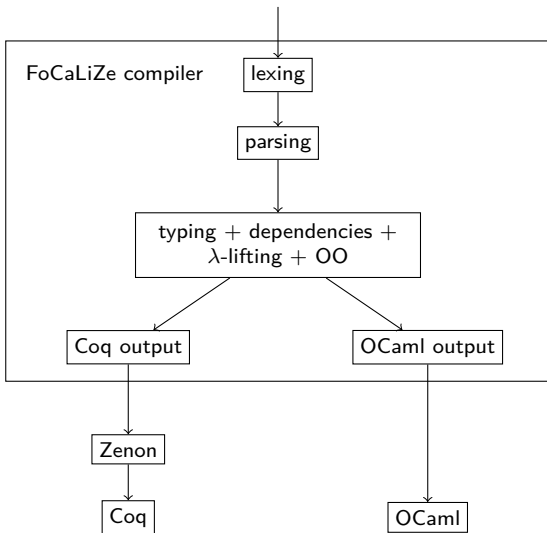 FoCaLiZe compiler
lexing
parsing
typing + dependencies +
λ-lifting + OO
Coq output
OCaml output
Zenon
Coq
OCaml